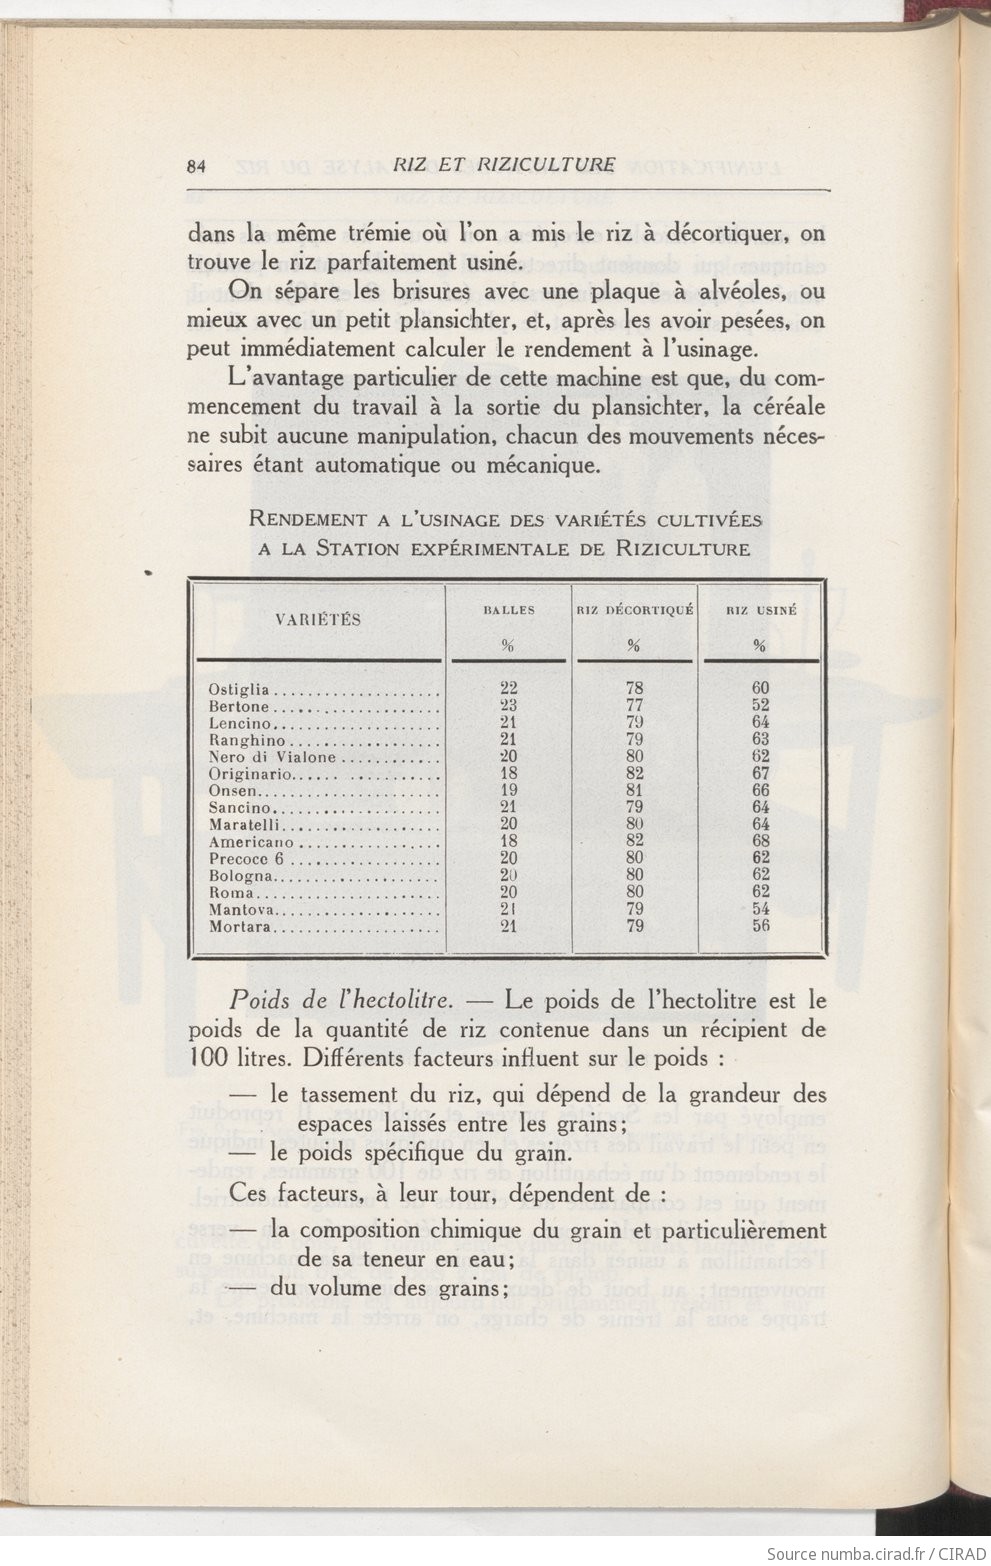 84 RIZ ET RIZICULTURE
dans la même trémie où l'on a mis le riz à décortiquer, on
trouve le riz parfaitement usiné.
On sépare les brisures avec une plaque à alvéoles, ou
mieux avec un petit plansichter, et, après les avoir pesées, on
peut immédiatement calculer le rendement à l'usinage.
L'avantage particulier de cette machine est que, du com-
mencement du travail à la sortie du plansichter, la céréale
ne subit aucune manipulation, chacun des mouvements néces-
saires étant automatique ou mécanique.
RENDEMENT A L'USINAGE DES VARIÉTÉS CULTIVÉES
A LA STATION EXPÉRIMENTALE DE RIZICULTURE
VARIÉTÉS BALLES RIZ DÉCORTIQUÉ RIZ USINÉ
% % %
Ostiglia.................... 22 78 60
Bertone.................... 23 77 52
Lencino.................... 21 79 64
Ranghino.................. 21 79 63
Nero di Vialone............ 20 80 62
Originario...... ........... 18 82 67
Onsen...................... 19 81 66
Sancino.................... 21 79 64
Maratelli................... 20 80 64
Americano................. 18 82 68
Precoce 6.................. 20 80 62
Bologna.................... 20 80 62
Roma...................... 20 80 62
Mantova.................... 21 79 54
Mortara.................... 21 79 56
Poids de l'hectolitre. — Le poids de l'hectolitre est le
poids de la quantité de riz contenue dans un récipient de
100 litres. Différents facteurs influent sur le poids :
— le tassement du riz, qui dépend de la grandeur des
espaces laissés entre les grains;
— le poids spécifique du grain.
Ces facteurs, à leur tour, dépendent de :
— la composition chimique du grain et particulièrement
de sa teneur en eau;
— du volume des grains;
Source numba.cirad.fr / CIRAD